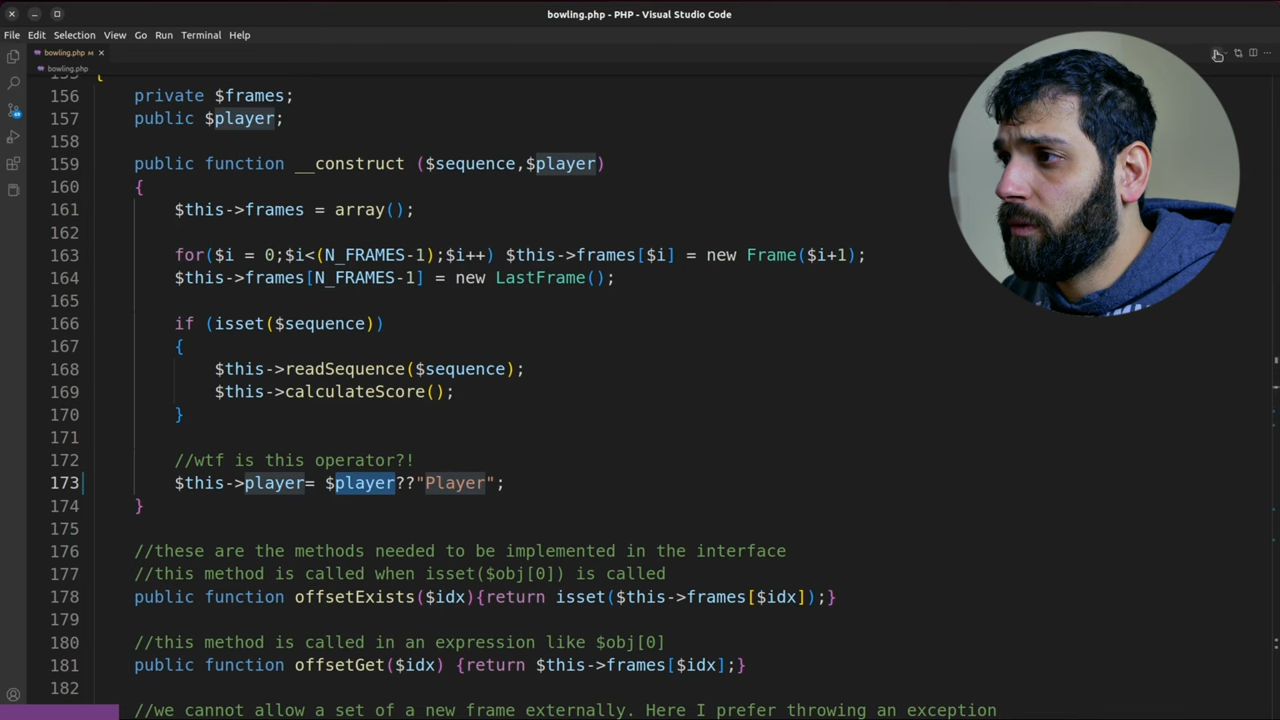 bowling.php - PHP - Visual Studio Code
File Edit Selection View Go Run Terminal Help
bowling.php M
bowling.php
156 private $frames;
157 public $player;
158
159 public function __construct ($sequence,$player)
160 {
161 $this->frames = array();
162
163 for($i = 0;$i<(N_FRAMES-1);$i++) $this->frames[$i] = new Frame($i+1);
164 $this->frames[N_FRAMES-1] = new LastFrame();
165
166 if (isset($sequence))
167 {
168 $this->readSequence($sequence);
169 $this->calculateScore();
170 }
171
172 //wtf is this operator?!
173 $this->player= $player??"Player";
174 }
175
176 //these are the methods needed to be implemented in the interface
177 //this method is called when isset($obj[0]) is called
178 public function offsetExists($idx){return isset($this->frames[$idx]);}
179
180 //this method is called in an expression like $obj[0]
181 public function offsetGet($idx) {return $this->frames[$idx];}
182
//we cannot allow a set of a new frame externally. Here I prefer throwing an exception